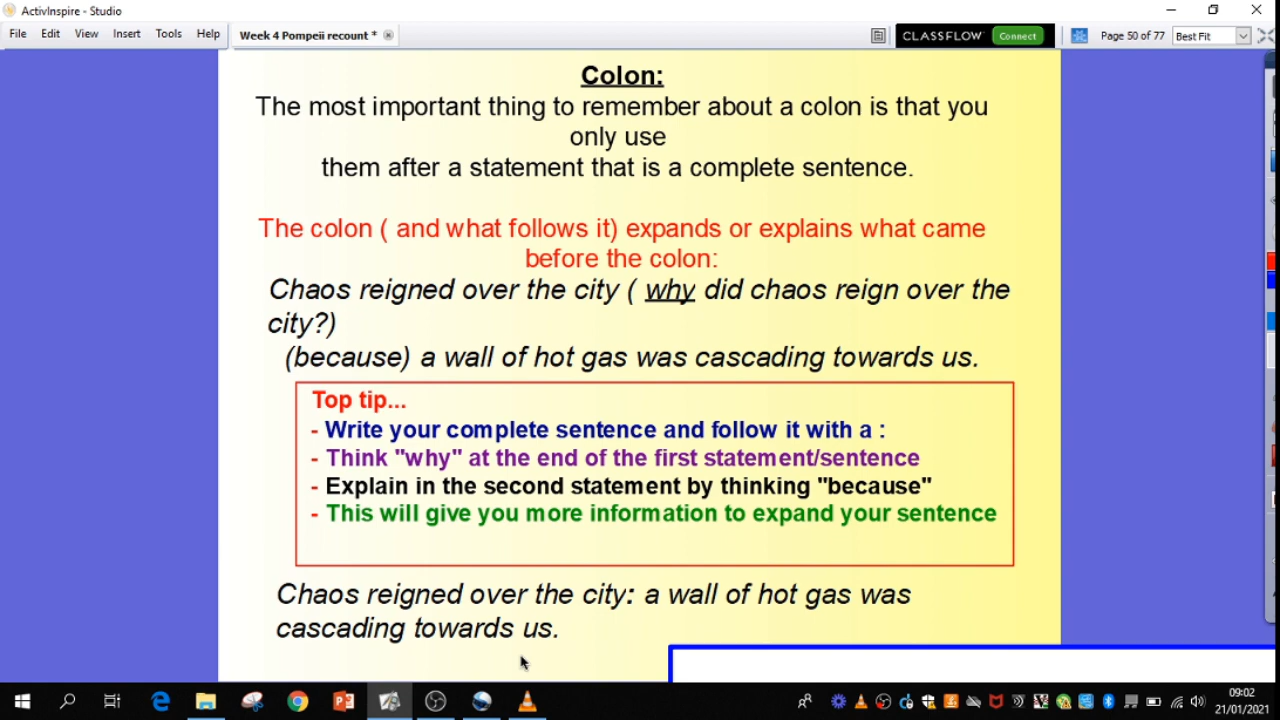 ActivInspire - Studio
File Edit View Insert Tools Help Week 4 Pompeii recount * CLASSFLOW Connect Page 50 of 77 Best Fit
Colon:
The most important thing to remember about a colon is that you
only use
them after a statement that is a complete sentence.
The colon ( and what follows it) expands or explains what came
before the colon:
Chaos reigned over the city ( why did chaos reign over the
city?)
(because) a wall of hot gas was cascading towards us.
Top tip...
- Write your complete sentence and follow it with a :
- Think "why" at the end of the first statement/sentence
- Explain in the second statement by thinking "because"
- This will give you more information to expand your sentence
Chaos reigned over the city: a wall of hot gas was
cascading towards us.
09:02
21/01/2021